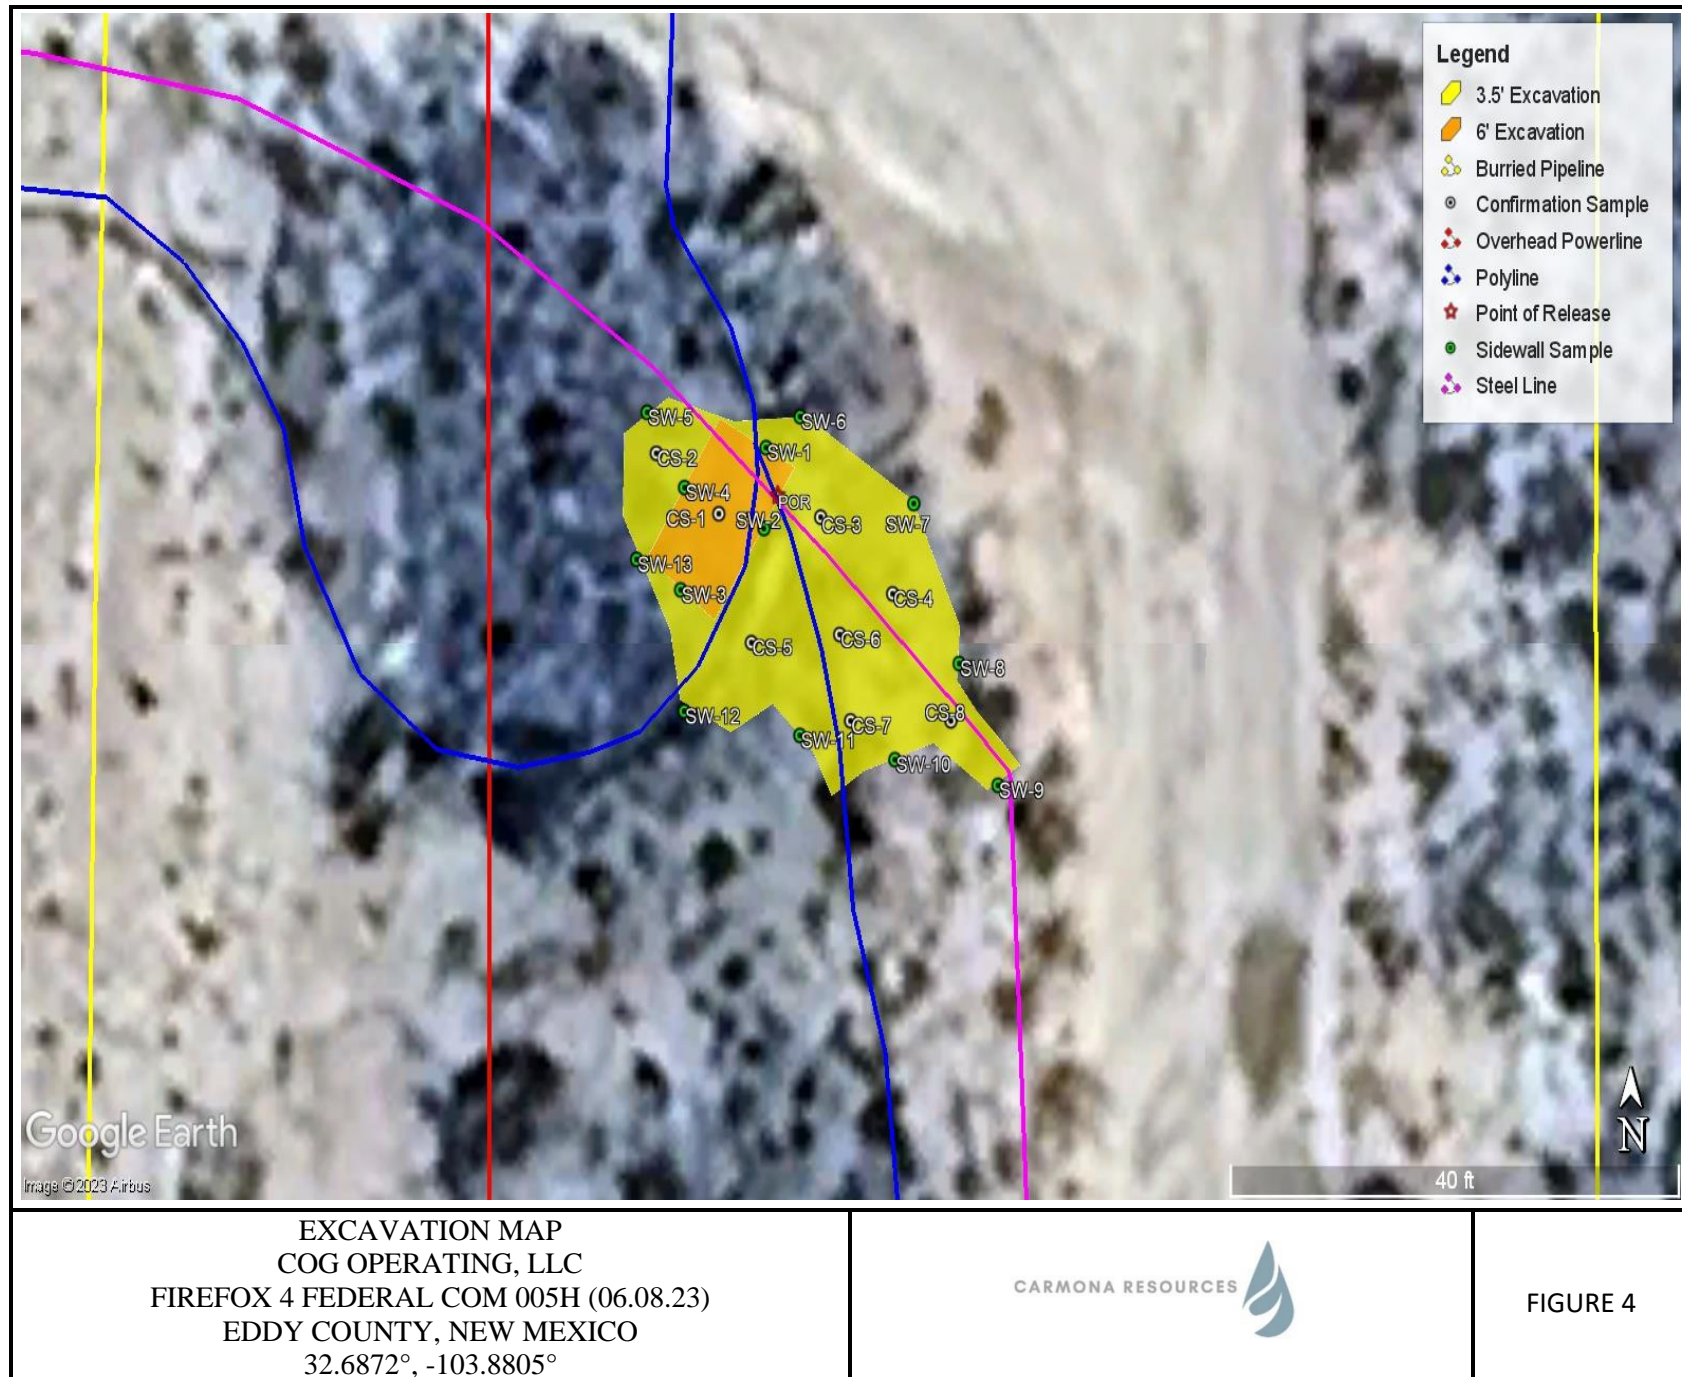 Legend
3.5' Excavation
6' Excavation
Burried Pipeline
Confirmation Sample
Overhead Powerline
Polyline
Point of Release
Sidewall Sample
Steel Line
SW-5
SW-6
CS-2
SW-1
SW-4
POR
CS-1
SW-2
CS-3
SW-7
SW-13
SW-3
CS-4
CS-5
CS-6
SW-8
SW-12
CS-7
CS-8
SW-11
SW-10
SW-9
Google Earth
Image ©2023 Airbus
N
40 ft
EXCAVATION MAP
COG OPERATING, LLC
FIREFOX 4 FEDERAL COM 005H (06.08.23)
EDDY COUNTY, NEW MEXICO
32.6872°, -103.8805°
CARMONA RESOURCES
FIGURE 4